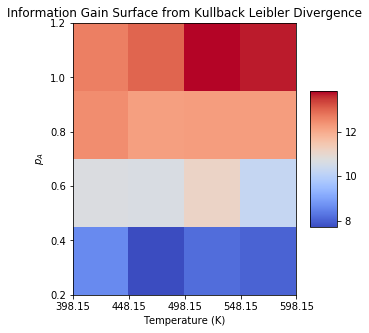 Information Gain Surface from Kullback Leibler Divergence
1.2
1.0
0.8
0.6
0.4
0.2
p_A
398.15 448.15 498.15 548.15 598.15
Temperature (K)
12
10
8